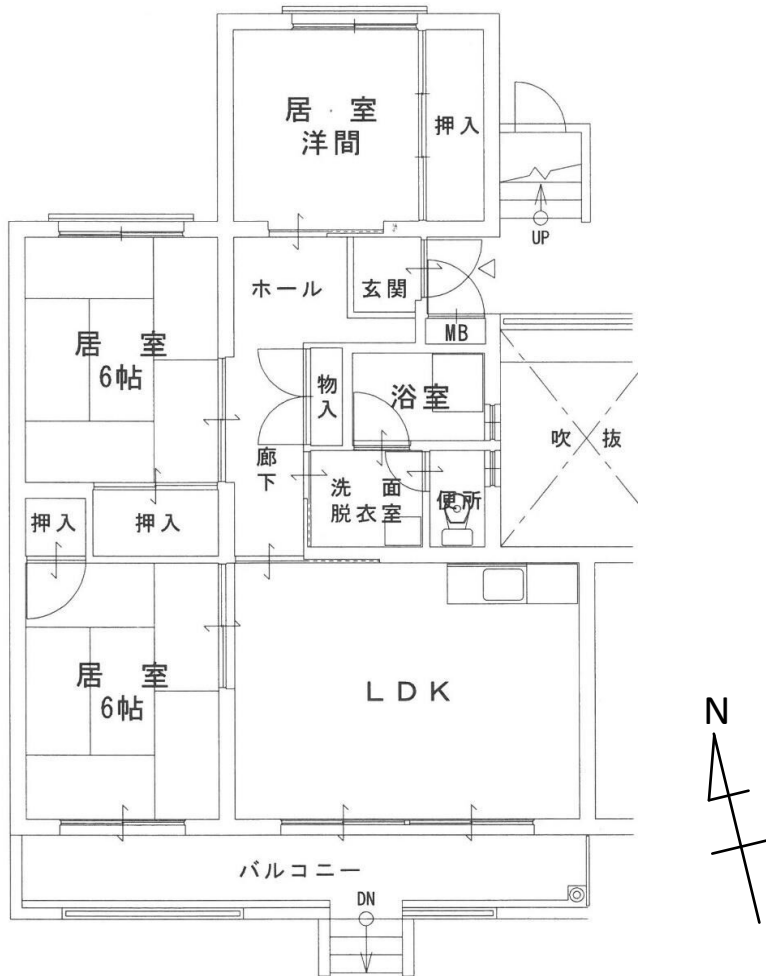 居 室
洋間
押入
UP
ホール
玄関
MB
居 室
6帖
物入
浴室
吹 抜
廊下
洗 面
脱衣室
便所
押入
押入
居 室
6帖
LDK
N
バルコニー
DN